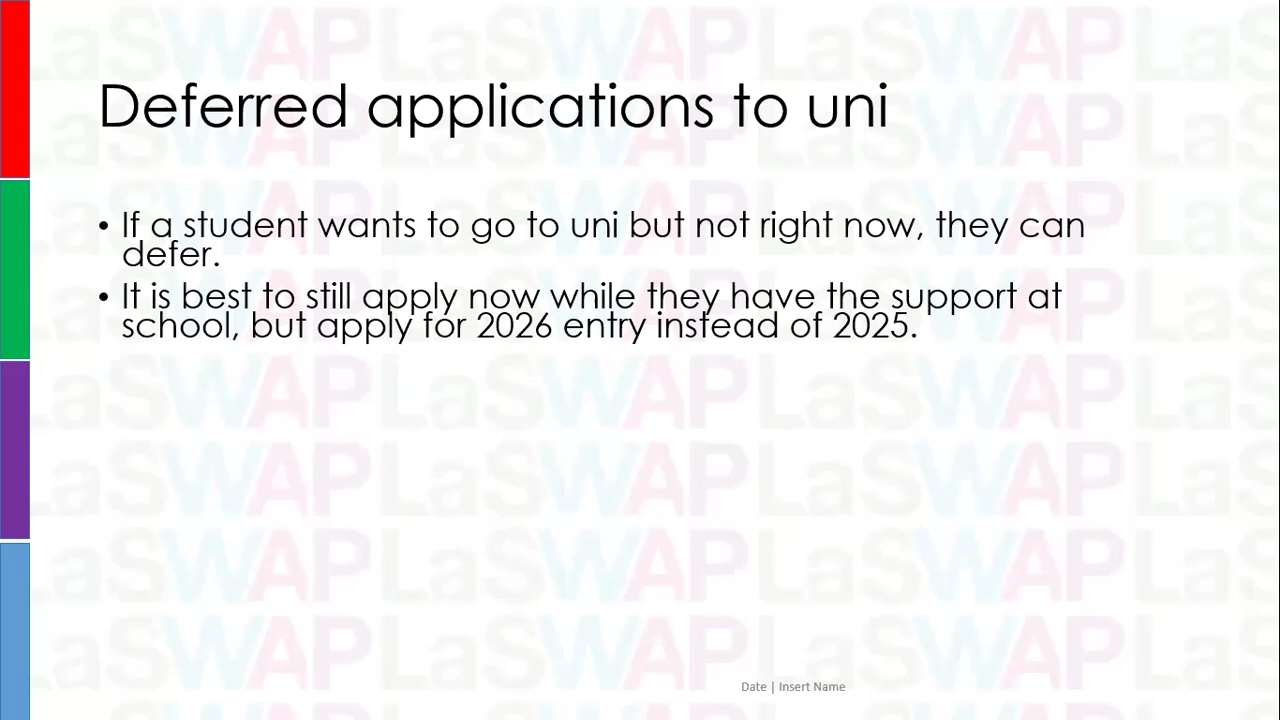 Deferred applications to uni
• If a student wants to go to uni but not right now, they can
defer.
• It is best to still apply now while they have the support at
school, but apply for 2026 entry instead of 2025.
Date | Insert Name
LaSWAP